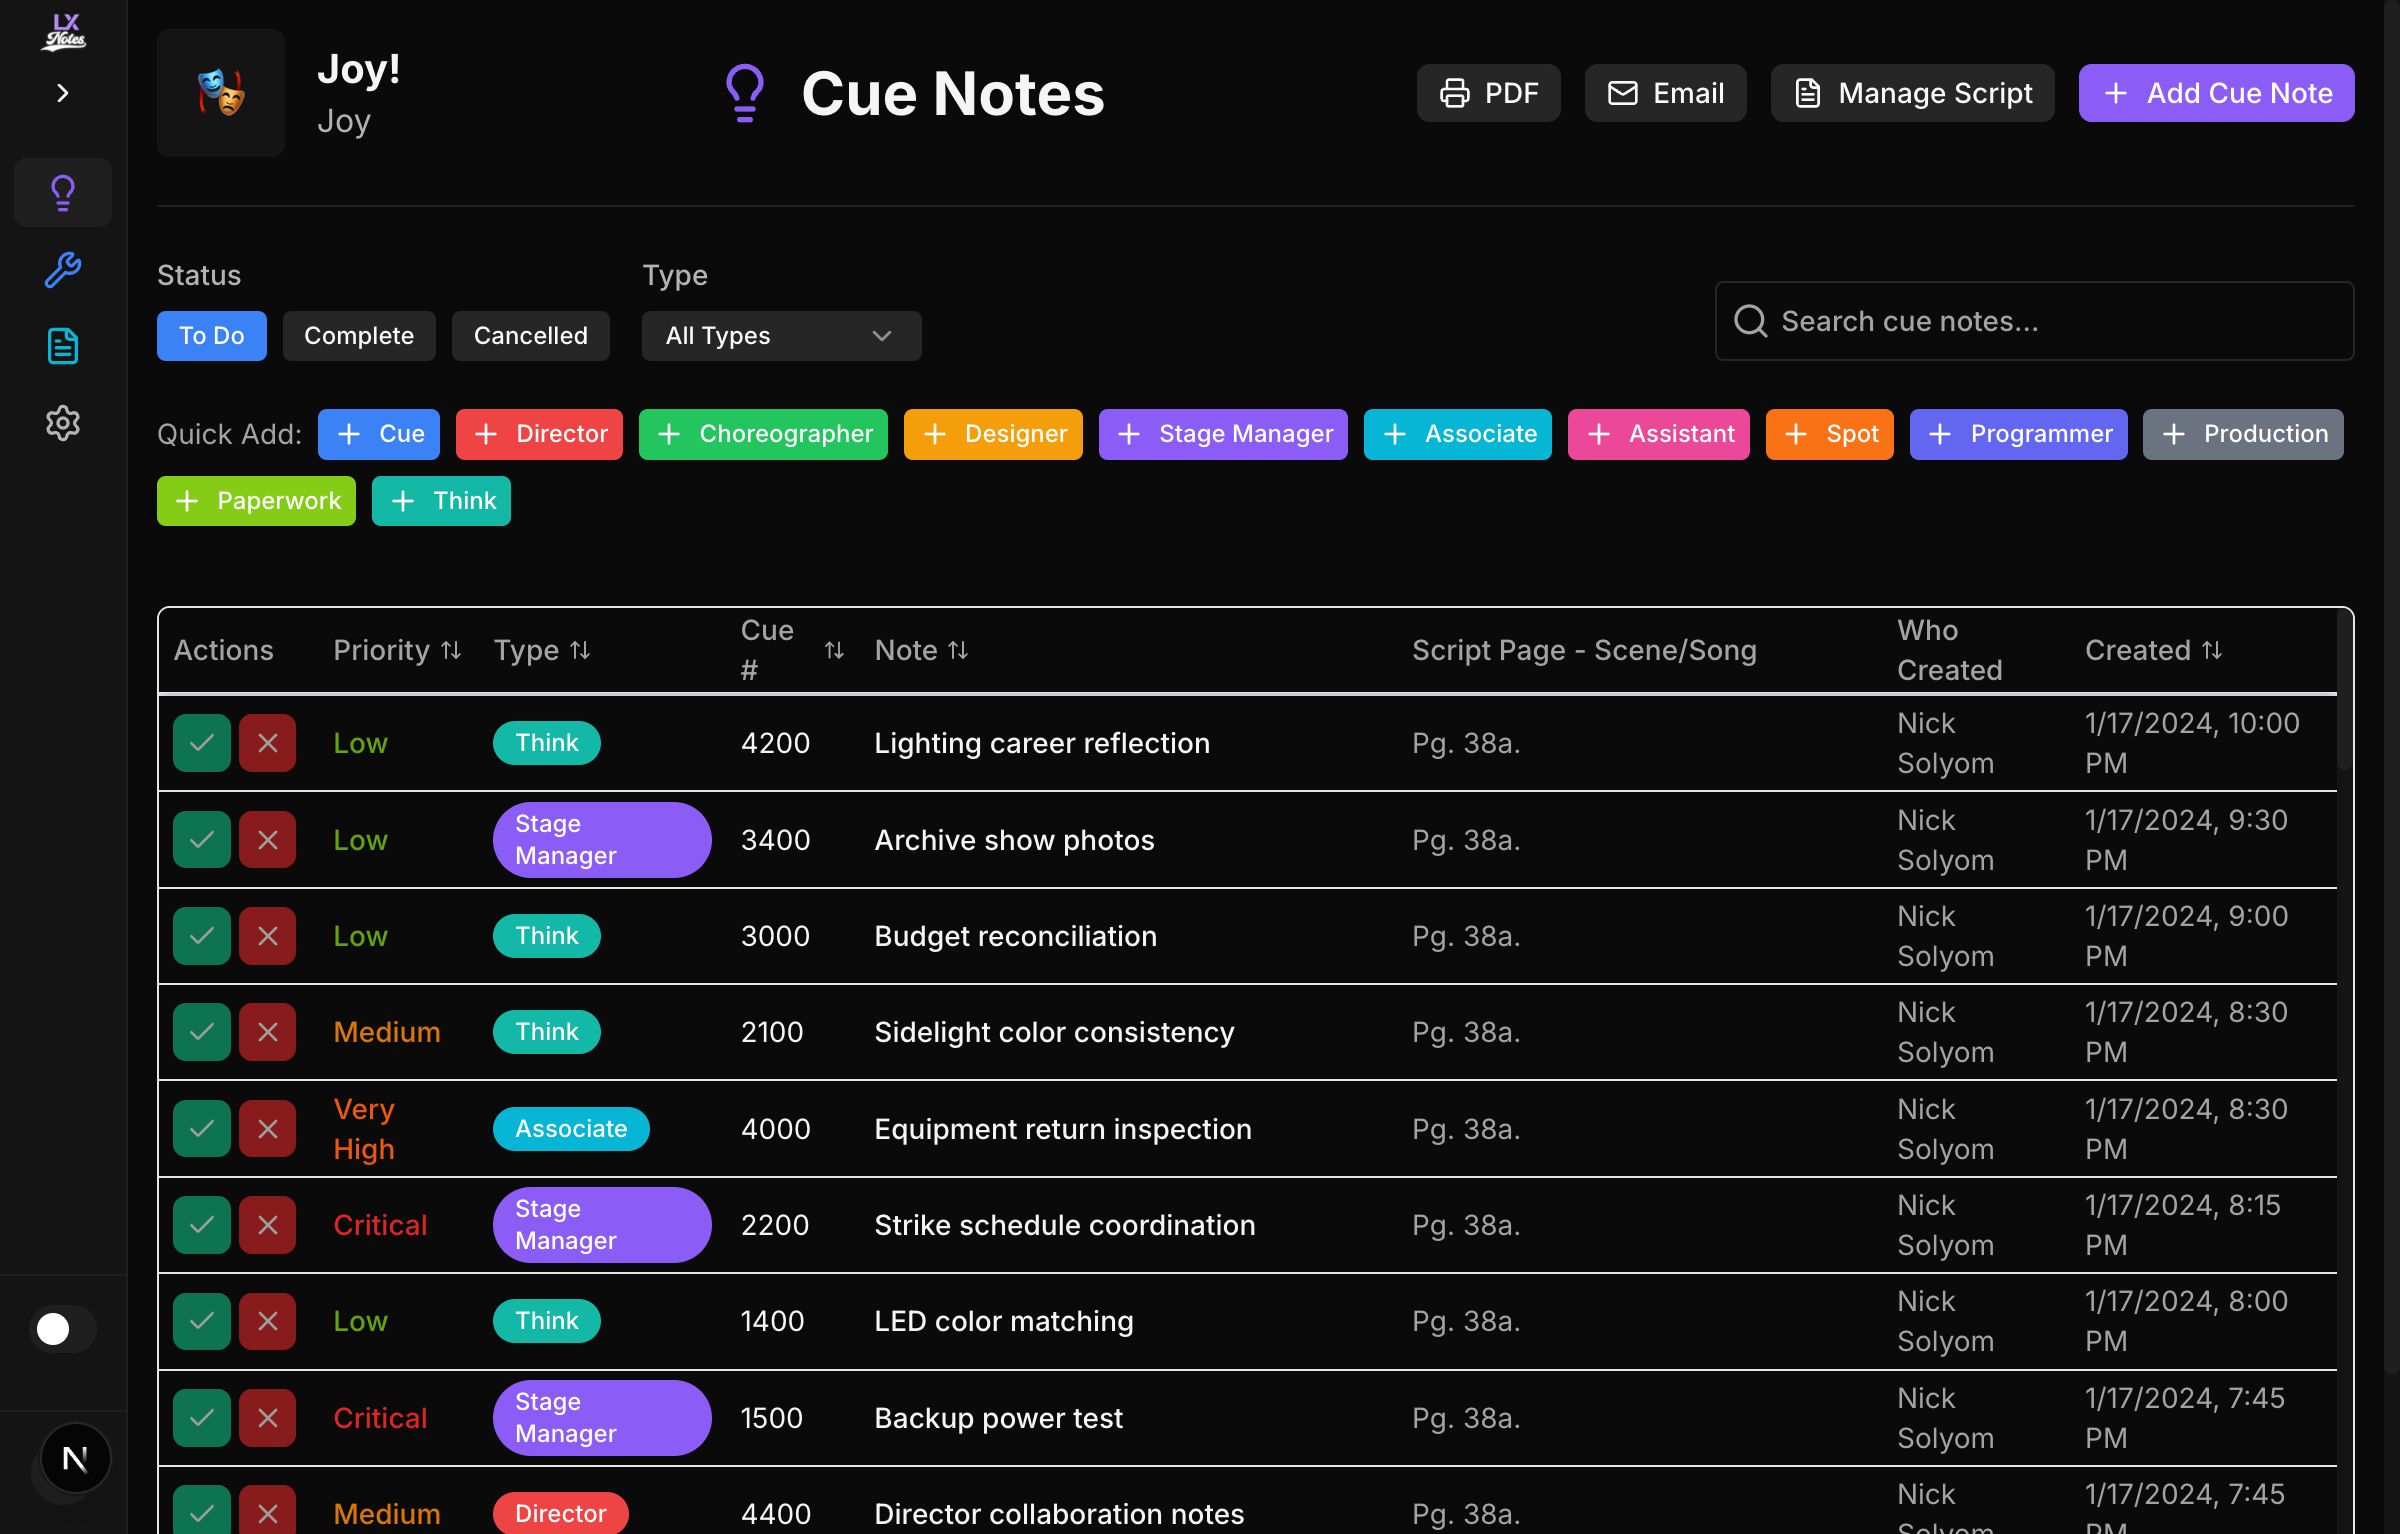 LX
Notes
Joy!
Joy
Cue Notes
PDF
Email
Manage Script
Add Cue Note
Status
Type
To Do
Complete
Cancelled
All Types
Search cue notes...
Quick Add:
Cue
Director
Choreographer
Designer
Stage Manager
Associate
Assistant
Spot
Programmer
Production
Paperwork
Think
Actions
Priority
Type
Cue
#
Note
Script Page - Scene/Song
Who
Created
Created
Low
Think
4200
Lighting career reflection
Pg. 38a.
Nick
Solyom
1/17/2024, 10:00
PM
Low
Stage
Manager
3400
Archive show photos
Pg. 38a.
Nick
Solyom
1/17/2024, 9:30
PM
Low
Think
3000
Budget reconciliation
Pg. 38a.
Nick
Solyom
1/17/2024, 9:00
PM
Medium
Think
2100
Sidelight color consistency
Pg. 38a.
Nick
Solyom
1/17/2024, 8:30
PM
Very
High
Associate
4000
Equipment return inspection
Pg. 38a.
Nick
Solyom
1/17/2024, 8:30
PM
Critical
Stage
Manager
2200
Strike schedule coordination
Pg. 38a.
Nick
Solyom
1/17/2024, 8:15
PM
Low
Think
1400
LED color matching
Pg. 38a.
Nick
Solyom
1/17/2024, 8:00
PM
Critical
Stage
Manager
1500
Backup power test
Pg. 38a.
Nick
Solyom
1/17/2024, 7:45
PM
N
Medium
Director
4400
Director collaboration notes
Pg. 38a.
Nick
Solyom
1/17/2024, 7:45
PM